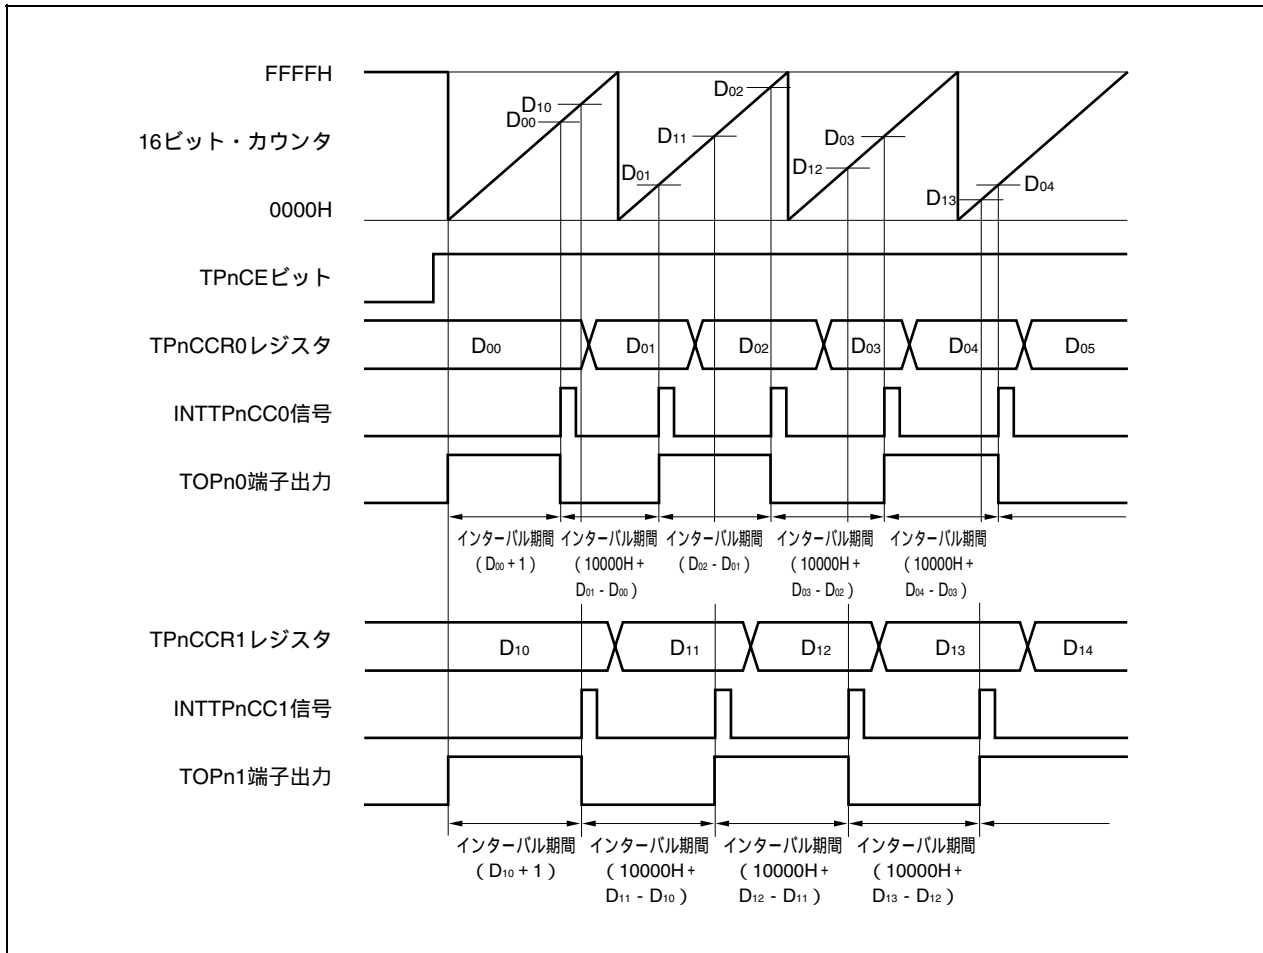 FFFFH
D10
D00
D02
16ビット・カウンタ
D11
D03
D12
D01
D13
D04
0000H
TPnCEビット
TPnCCR0レジスタ
D00 D01 D02 D03 D04 D05
INTTPnCC0信号
TOPn0端子出力
インターバル期間 インターバル期間 インターバル期間 インターバル期間 インターバル期間
(D00 + 1) (10000H + (D02 - D01) (10000H + (10000H +
D01 - D00) D03 - D02) D04 - D03)
TPnCCR1レジスタ
D10 D11 D12 D13 D14
INTTPnCC1信号
TOPn1端子出力
インターバル期間 インターバル期間 インターバル期間 インターバル期間
(D10 + 1) (10000H + (10000H + (10000H +
D11 - D10) D12 - D11) D13 - D12)